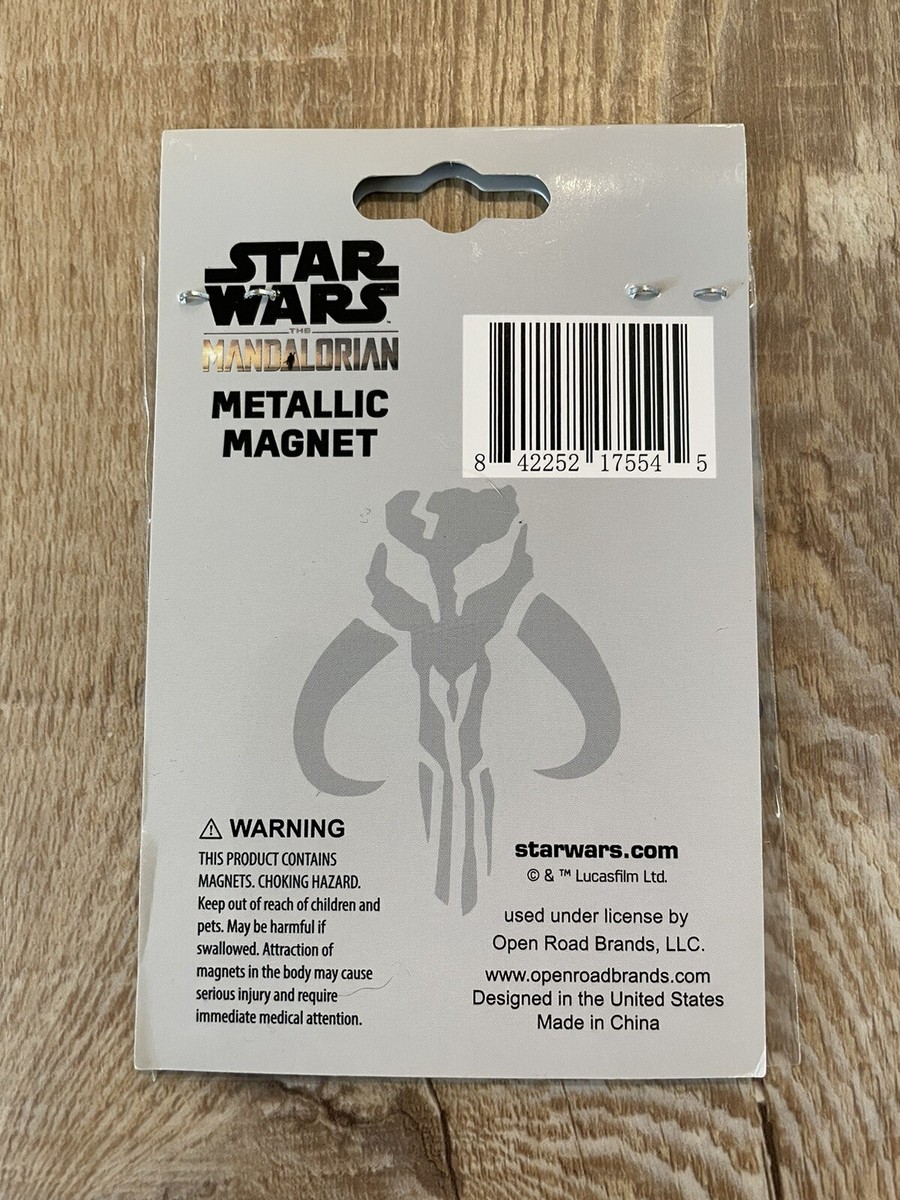 STAR
WARS™
THE
MANDALORIAN
METALLIC
MAGNET
8 42252 17554 5
WARNING
THIS PRODUCT CONTAINS
MAGNETS. CHOKING HAZARD.
Keep out of reach of children and
pets. May be harmful if
swallowed. Attraction of
magnets in the body may cause
serious injury and require
immediate medical attention.
starwars.com
© & ™ Lucasfilm Ltd.
used under license by
Open Road Brands, LLC.
www.openroadbrands.com
Designed in the United States
Made in China